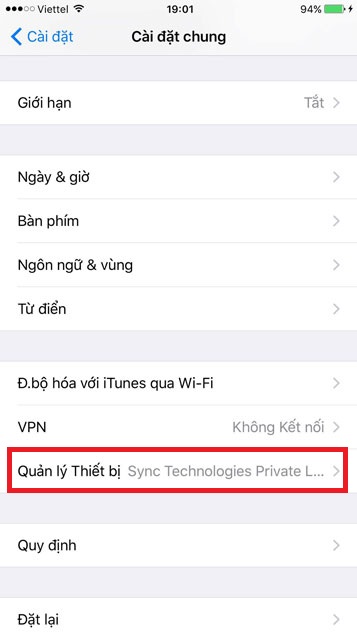 Viettel 19:01 94%
Cài đặt Cài đặt chung
Giới hạn Tắt
Ngày & giờ
Bàn phím
Ngôn ngữ & vùng
Từ điển
Đ.bộ hóa với iTunes qua Wi-Fi
VPN Không Kết nối
Quản lý Thiết bị Sync Technologies Private L...
Quy định
Đặt lại